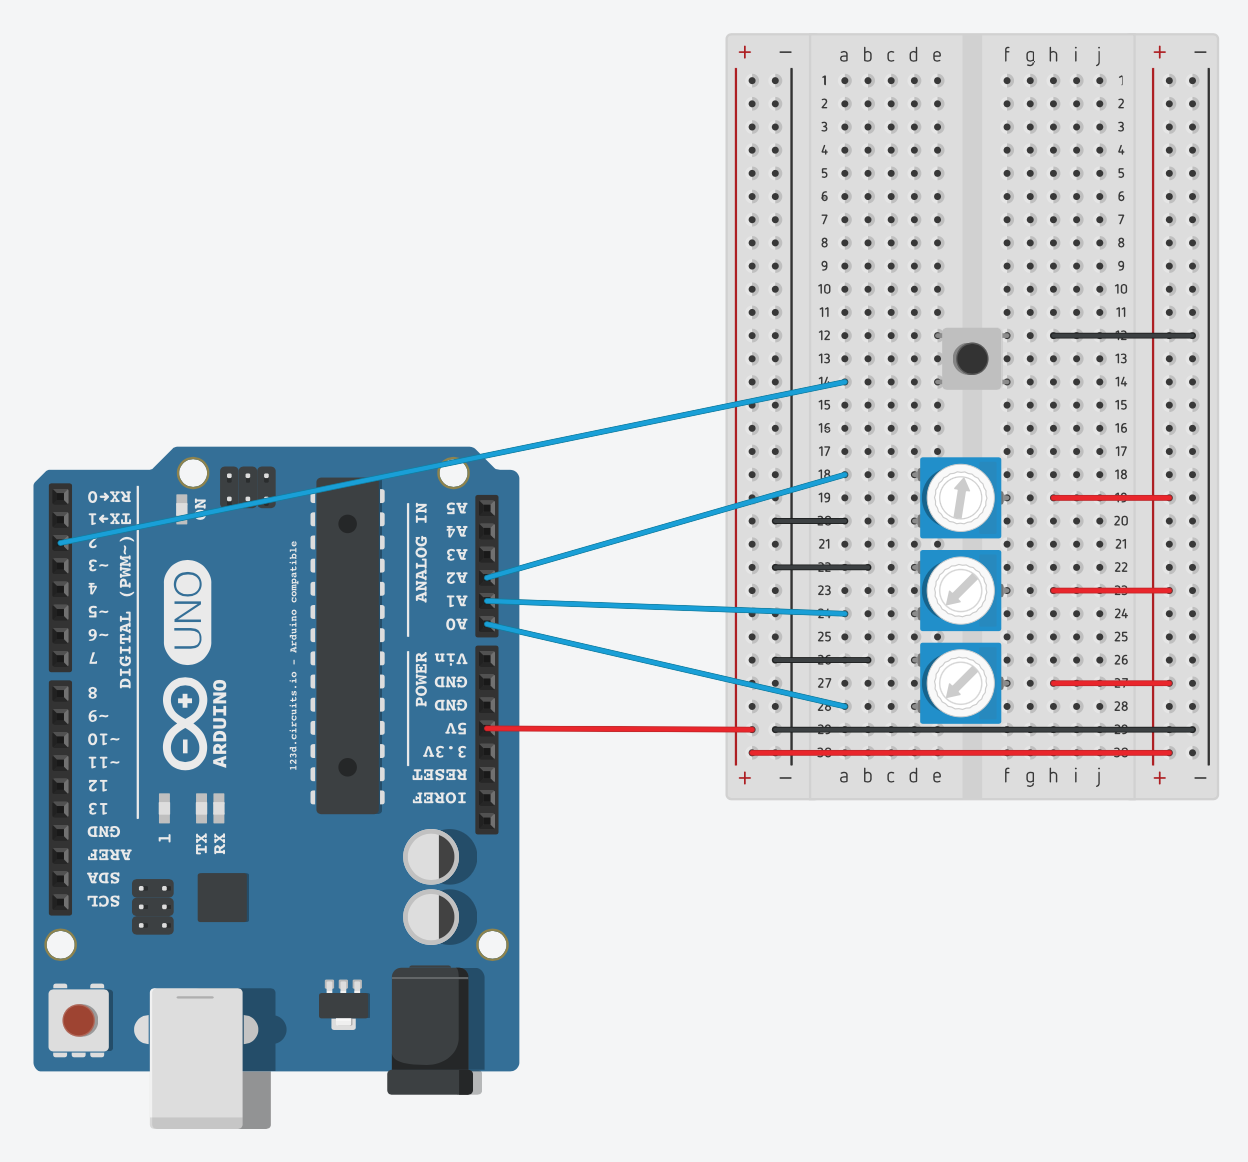 + − a b c d e f g h i j + −
1 1
2 2
3 3
4 4
5 5
6 6
7 7
8 8
9 9
10 10
11 11
12 12
13 13
14 14
15 15
16 16
17 17
18 18
19 19
20 20
21 21
22 22
23 23
24 24
25 25
26 26
27 27
28 28
29 29
30 30
+ − a b c d e f g h i j + −
RX←0
TX→1
2
~3
4
~5
~6
7
8
~9
~10
~11
12
13
GND
AREF
SDA
SCL
DIGITAL (PWM~)
ON
UNO
ARDUINO
1
TX
RX
123d.circuits.io - Arduino compatible
ANALOG IN
A5
A4
A3
A2
A1
A0
POWER
Vin
GND
GND
5V
3.3V
RESET
IOREF